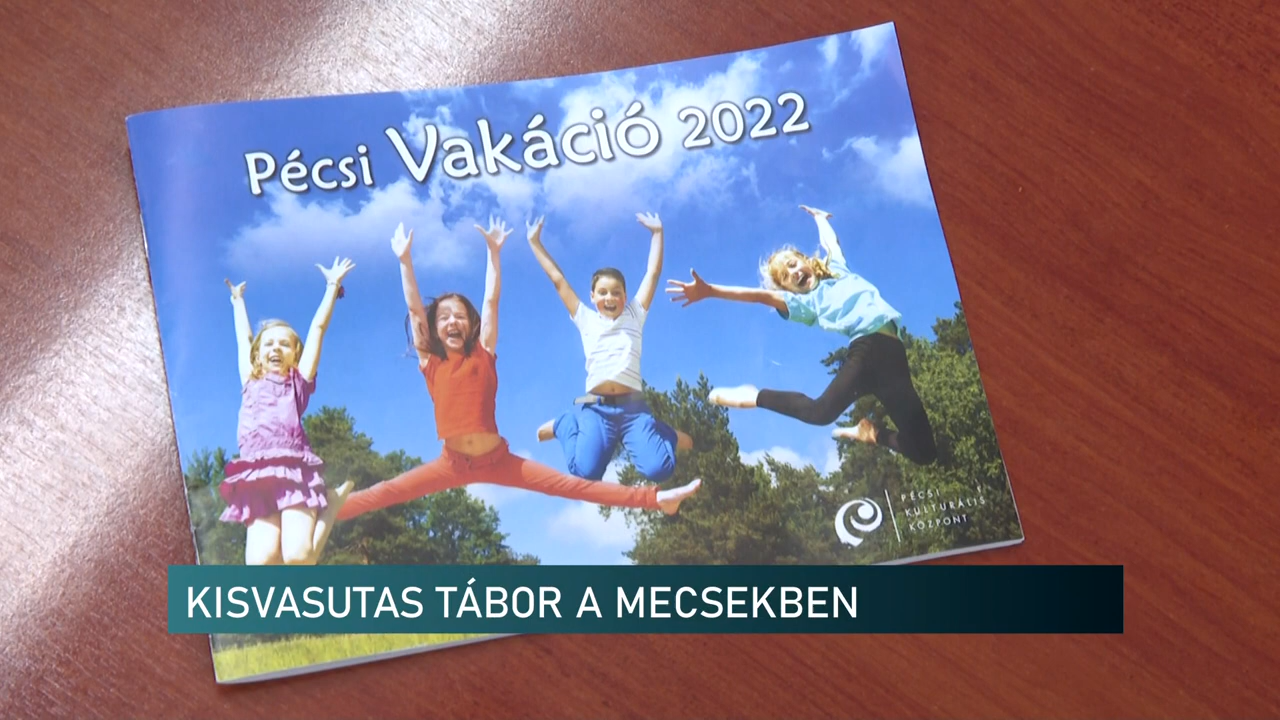 Pécsi Vakáció 2022
PÉCSI
KULTURÁLIS
KÖZPONT
KISVASUTAS TÁBOR A MECSEKBEN